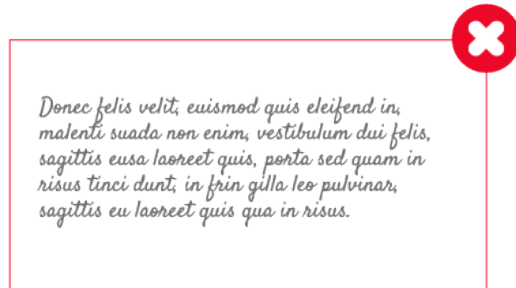 Donec felis velit, euismod quis eleifend in,
malenti suada non enim, vestibulum dui felis,
sagittis eusa laoreet quis, porta sed quam in
risus tinci dunt, in frin gilla leo pulvinar,
sagittis eu laoreet quis qua in risus.